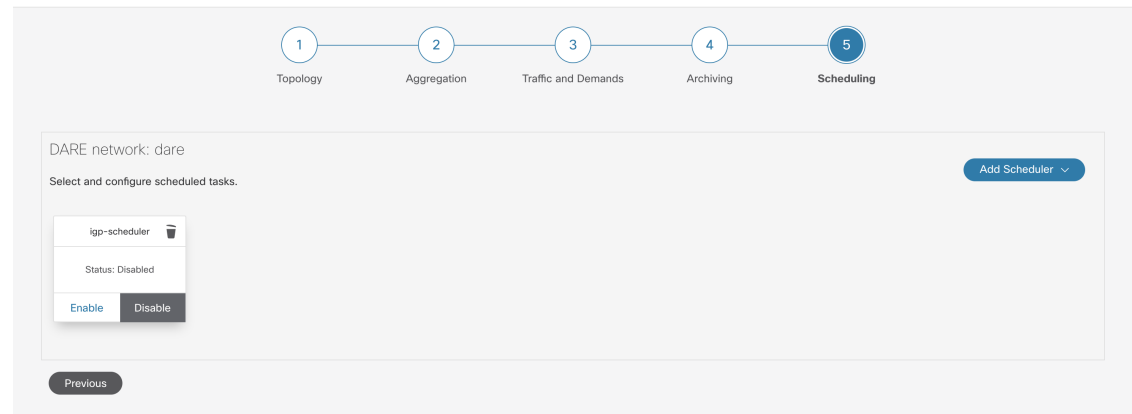 1
2
3
4
5
Topology
Aggregation
Traffic and Demands
Archiving
Scheduling
DARE network: dare
Add Scheduler
Select and configure scheduled tasks.
igp-scheduler
Status: Disabled
Enable
Disable
Previous